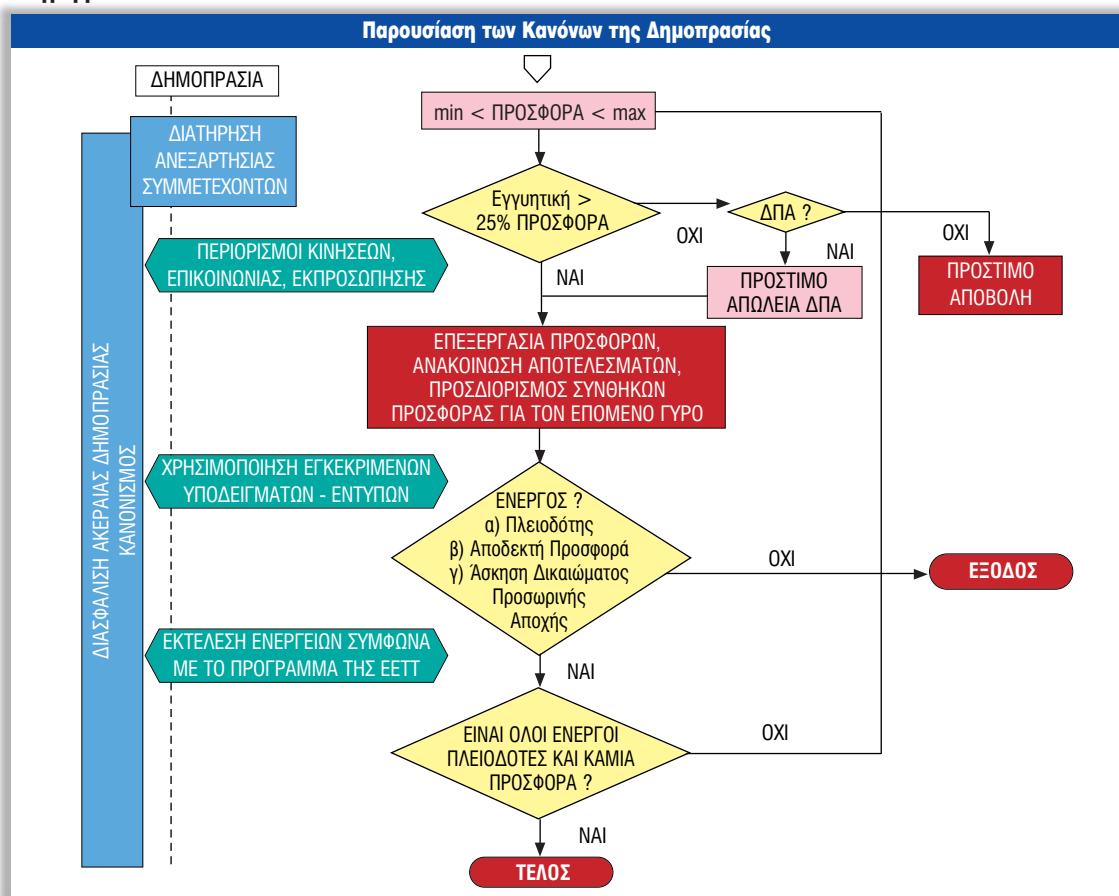 Παρουσίαση των Κανόνων της Δημοπρασίας
ΔΗΜΟΠΡΑΣΙΑ
ΔΙΑΤΗΡΗΣΗ
ΑΝΕΞΑΡΤΗΣΙΑΣ
ΣΥΜΜΕΤΕΧΟΝΤΩΝ
ΔΙΑΣΦΑΛΙΣΗ ΑΚΕΡΑΙΑΣ ΔΗΜΟΠΡΑΣΙΑΣ
ΚΑΝΟΝΙΣΜΟΣ
ΠΕΡΙΟΡΙΣΜΟΙ ΚΙΝΗΣΕΩΝ,
ΕΠΙΚΟΙΝΩΝΙΑΣ, ΕΚΠΡΟΣΩΠΗΣΗΣ
ΧΡΗΣΙΜΟΠΟΙΗΣΗ ΕΓΚΕΚΡΙΜΕΝΩΝ
ΥΠΟΔΕΙΓΜΑΤΩΝ - ΕΝΤΥΠΩΝ
ΕΚΤΕΛΕΣΗ ΕΝΕΡΓΕΙΩΝ ΣΥΜΦΩΝΑ
ΜΕ ΤΟ ΠΡΟΓΡΑΜΜΑ ΤΗΣ ΕΕΤΤ
min < ΠΡΟΣΦΟΡΑ < max
Εγγυητική >
25% ΠΡΟΣΦΟΡΑ
ΟΧΙ
ΝΑΙ
ΔΠΑ ?
ΝΑΙ
ΟΧΙ
ΠΡΟΣΤΙΜΟ
ΑΠΩΛΕΙΑ ΔΠΑ
ΠΡΟΣΤΙΜΟ
ΑΠΟΒΟΛΗ
ΕΠΕΞΕΡΓΑΣΙΑ ΠΡΟΣΦΟΡΩΝ,
ΑΝΑΚΟΙΝΩΣΗ ΑΠΟΤΕΛΕΣΜΑΤΩΝ,
ΠΡΟΣΔΙΟΡΙΣΜΟΣ ΣΥΝΘΗΚΩΝ
ΠΡΟΣΦΟΡΑΣ ΓΙΑ ΤΟΝ ΕΠΟΜΕΝΟ ΓΥΡΟ
ΕΝΕΡΓΟΣ ?
α) Πλειοδότης
β) Αποδεκτή Προσφορά
γ) Άσκηση Δικαιώματος
Προσωρινής
Αποχής
ΟΧΙ
ΕΞΟΔΟΣ
ΝΑΙ
ΕΙΝΑΙ ΟΛΟΙ ΕΝΕΡΓΟΙ
ΠΛΕΙΟΔΟΤΕΣ ΚΑΙ ΚΑΜΙΑ
ΠΡΟΣΦΟΡΑ ?
ΟΧΙ
ΝΑΙ
ΤΕΛΟΣ